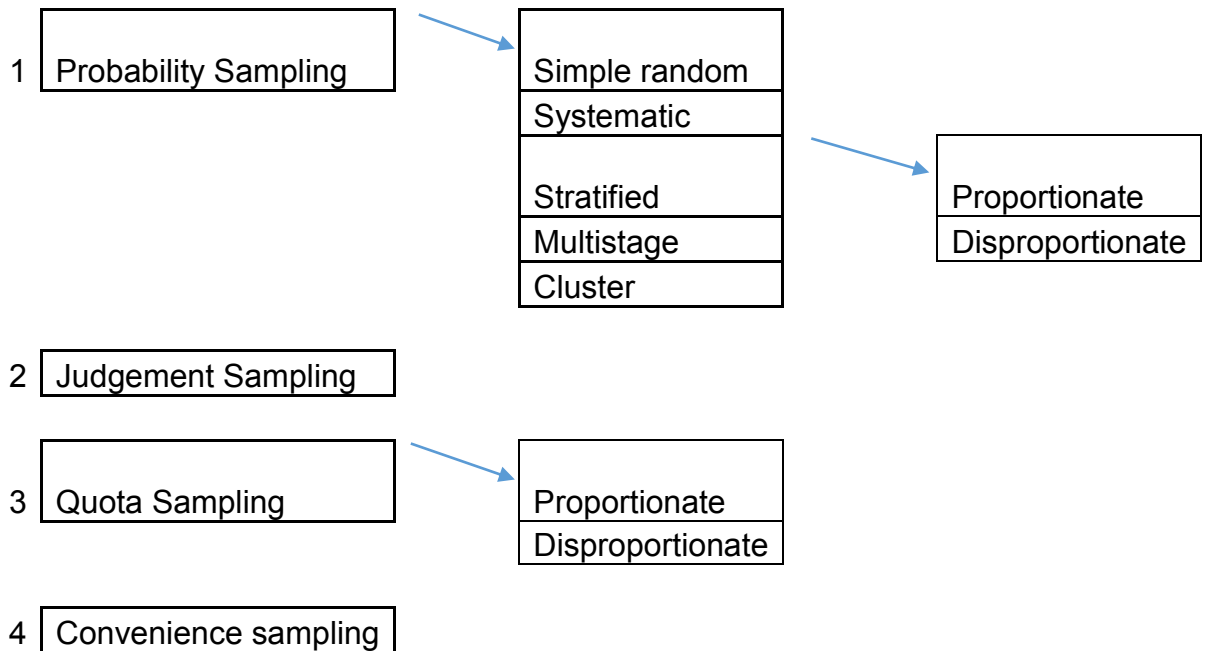 1 Probability Sampling Simple random
Systematic
Stratified Proportionate
Multistage Disproportionate
Cluster
2 Judgement Sampling
3 Quota Sampling Proportionate
Disproportionate
4 Convenience sampling